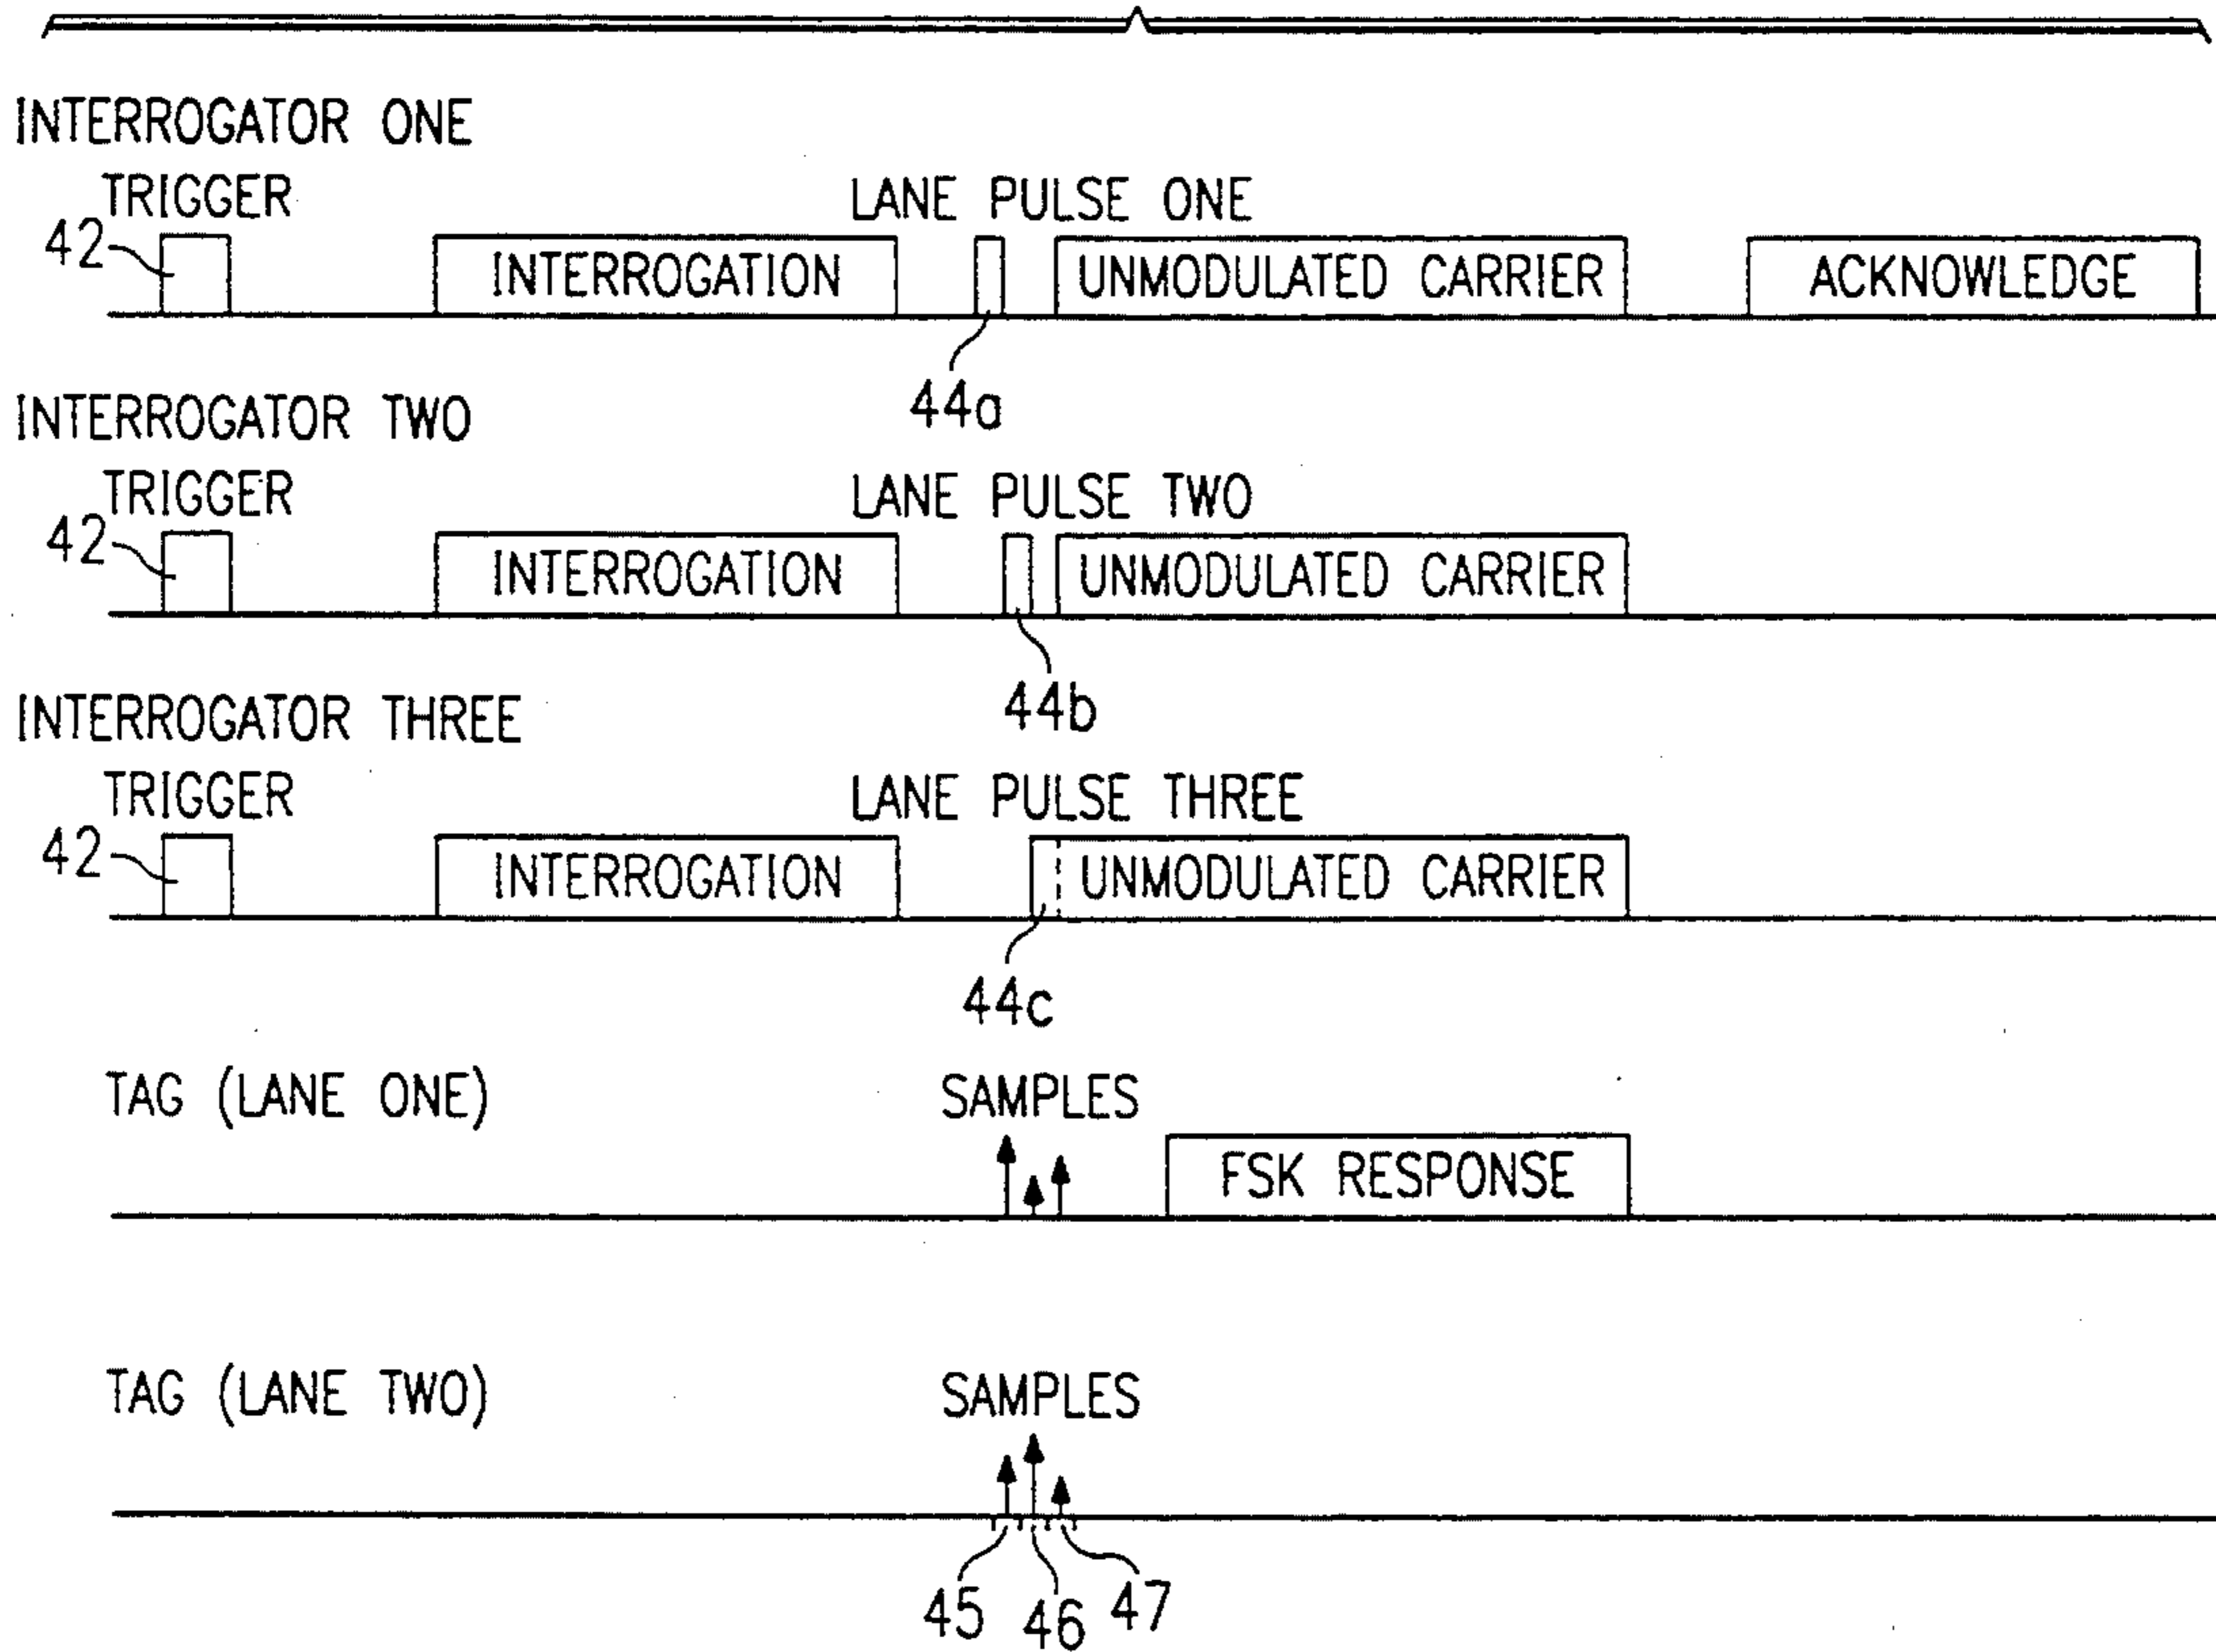 INTERROGATOR ONE
TRIGGER
LANE PULSE ONE
42
INTERROGATION
UNMODULATED CARRIER
ACKNOWLEDGE
44a
INTERROGATOR TWO
TRIGGER
LANE PULSE TWO
42
INTERROGATION
UNMODULATED CARRIER
44b
INTERROGATOR THREE
TRIGGER
LANE PULSE THREE
42
INTERROGATION
UNMODULATED CARRIER
44c
TAG (LANE ONE)
SAMPLES
FSK RESPONSE
TAG (LANE TWO)
SAMPLES
45
46
47